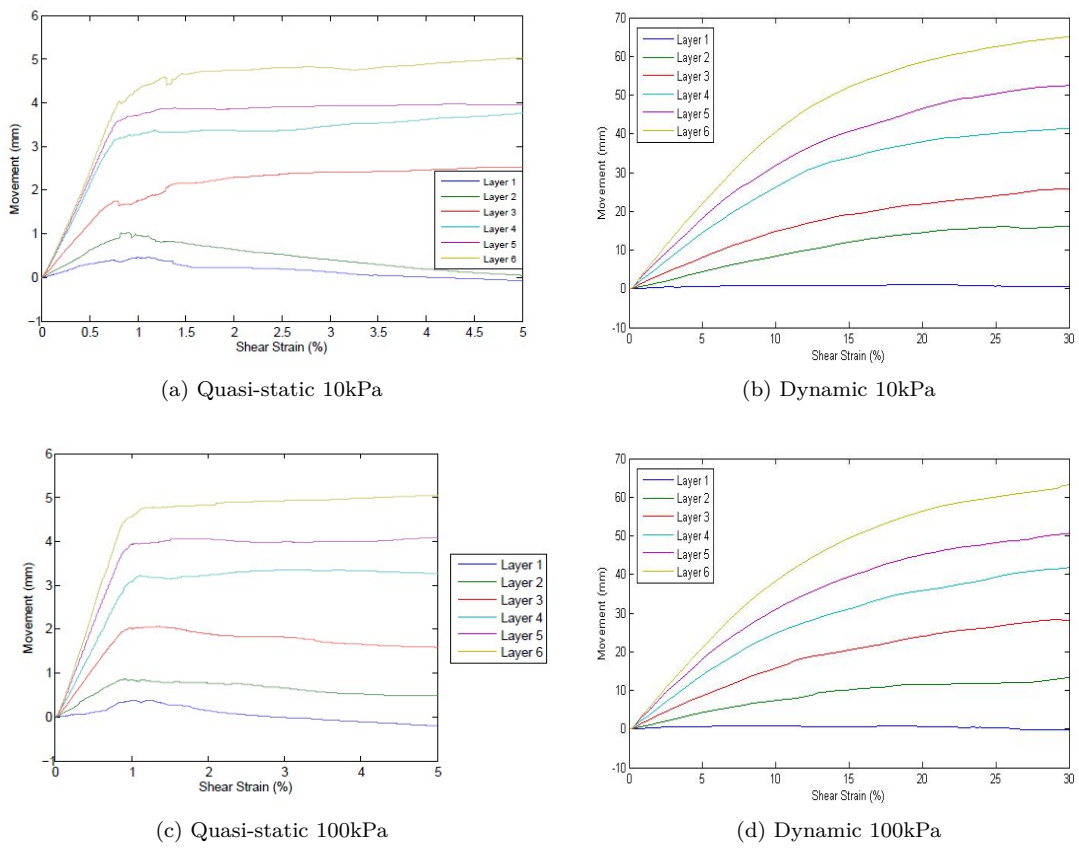 6
5
4
3
2
1
0
−1
Movement (mm)
0 0.5 1 1.5 2 2.5 3 3.5 4 4.5 5
Shear Strain (%)
Layer 1
Layer 2
Layer 3
Layer 4
Layer 5
Layer 6
(a) Quasi-static 10kPa
70
60
50
40
30
20
10
0
-10
Movement (mm)
0 5 10 15 20 25 30
Shear Strain (%)
Layer 1
Layer 2
Layer 3
Layer 4
Layer 5
Layer 6
(b) Dynamic 10kPa
6
5
4
3
2
1
0
−1
Movement (mm)
0 1 2 3 4 5
Shear Strain (%)
Layer 1
Layer 2
Layer 3
Layer 4
Layer 5
Layer 6
(c) Quasi-static 100kPa
70
60
50
40
30
20
10
0
-10
Movement (mm)
0 5 10 15 20 25 30
Shear Strain (%)
Layer 1
Layer 2
Layer 3
Layer 4
Layer 5
Layer 6
(d) Dynamic 100kPa